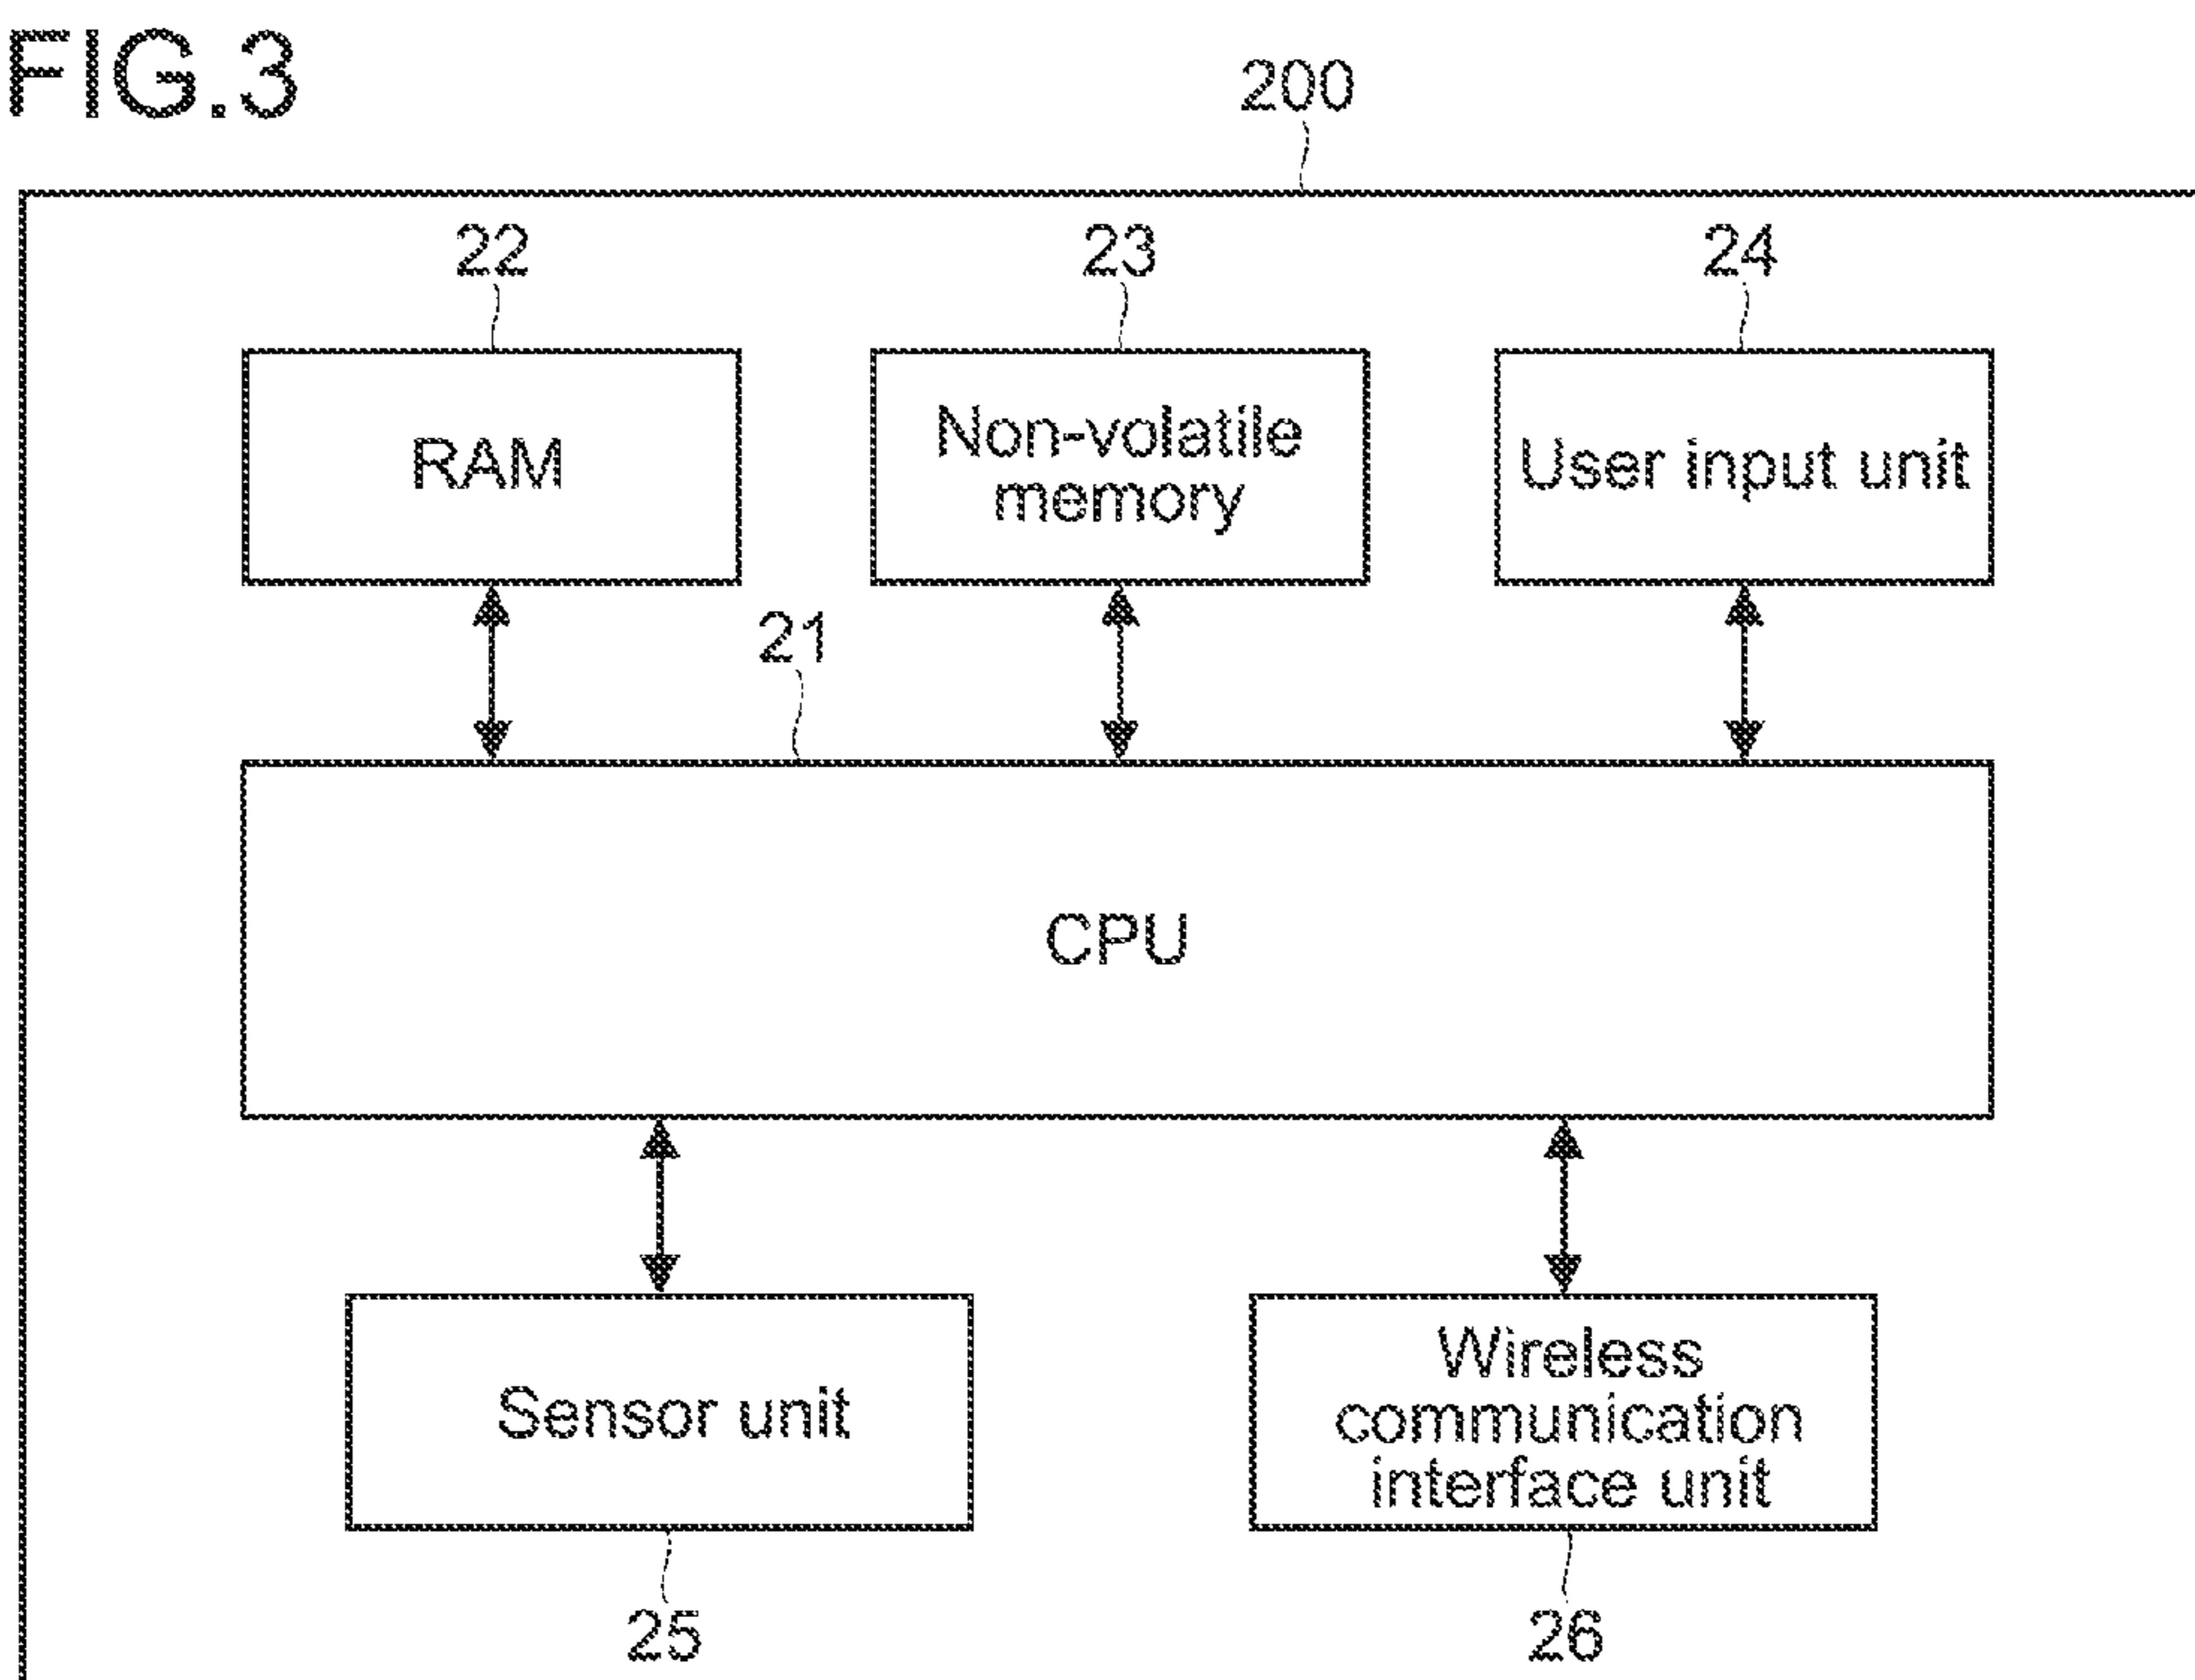 FIG.3
200
22
23
24
RAM
Non-volatile
memory
User input unit
21
CPU
Sensor unit
Wireless
communication
interface unit
25
26